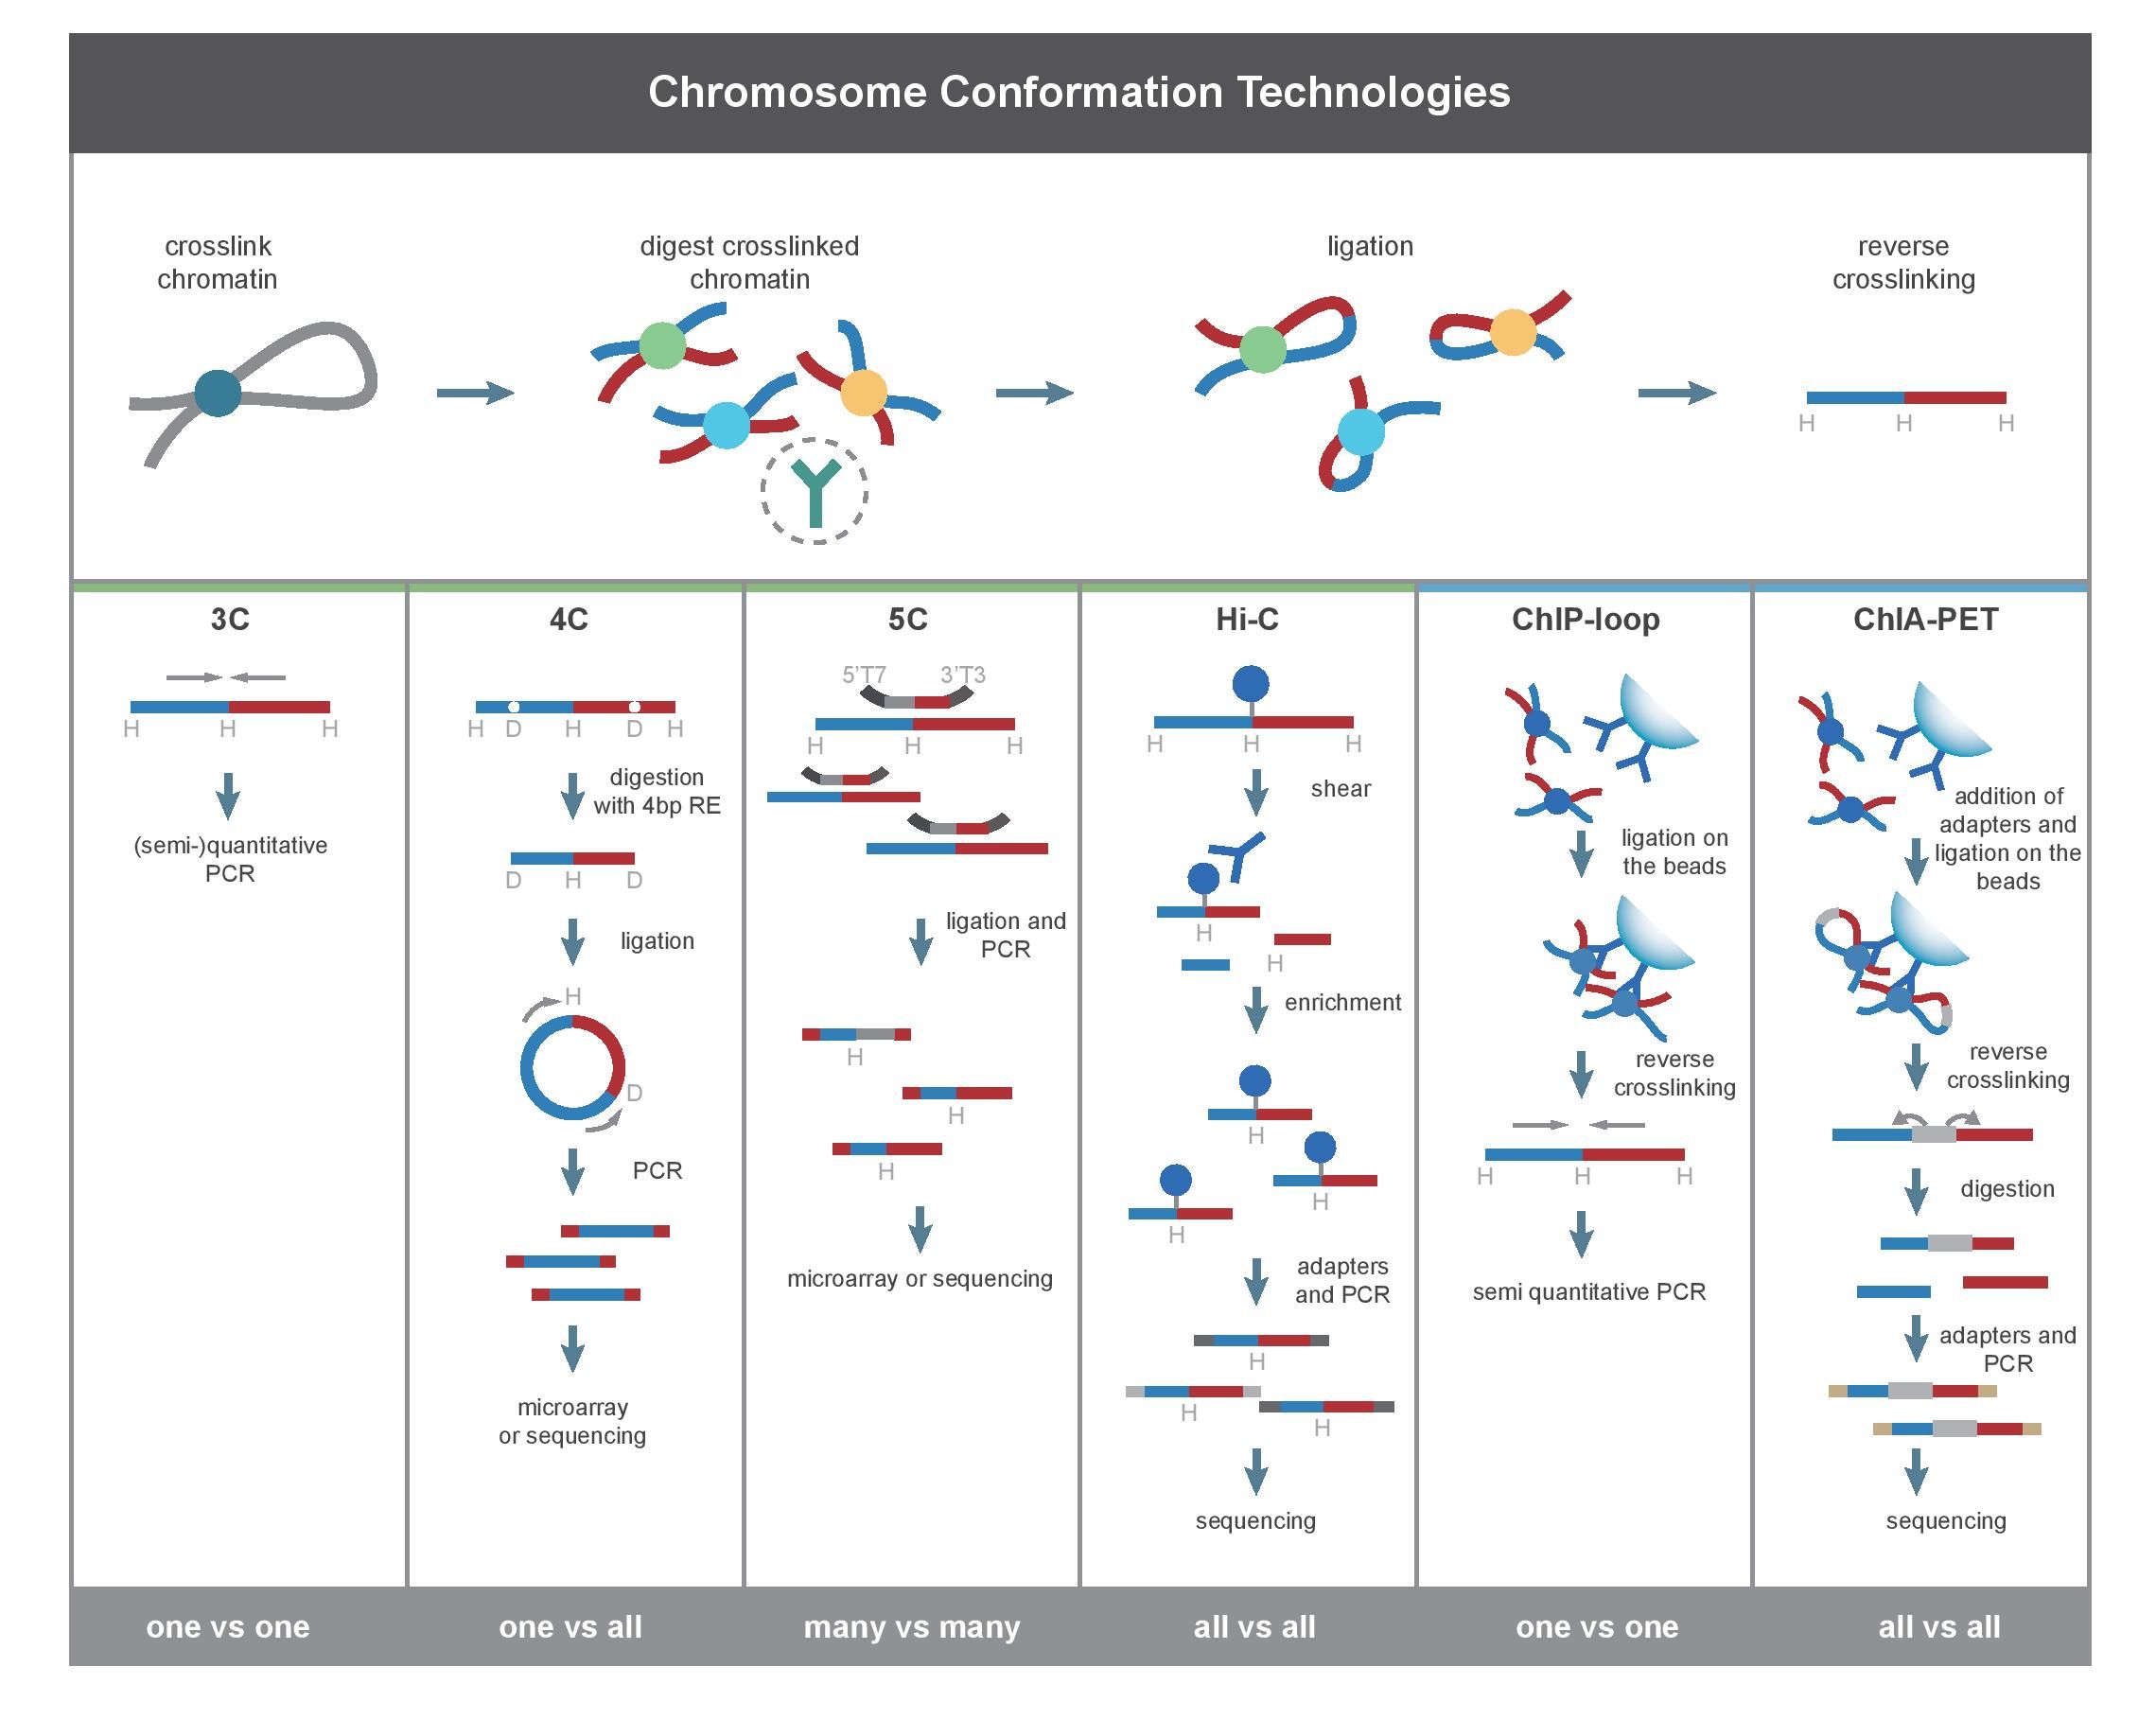 Chromosome Conformation Technologies
crosslink
chromatin
digest crosslinked
chromatin
ligation
reverse
crosslinking
H H H
3C
H H H
(semi-)quantitative
PCR
4C
H D H D H
digestion
with 4bp RE
D H D
ligation
H
D
PCR
microarray
or sequencing
5C
5’T7 3’T3
H H H
ligation and
PCR
H
H
H
microarray or sequencing
Hi-C
H H H
shear
H
H
enrichment
H
H
H
adapters
and PCR
H
H
H
sequencing
ChIP-loop
ligation on
the beads
reverse
crosslinking
H H H
semi quantitative PCR
ChIA-PET
addition of
adapters and
ligation on the
beads
reverse
crosslinking
digestion
adapters and
PCR
sequencing
one vs one
one vs all
many vs many
all vs all
one vs one
all vs all